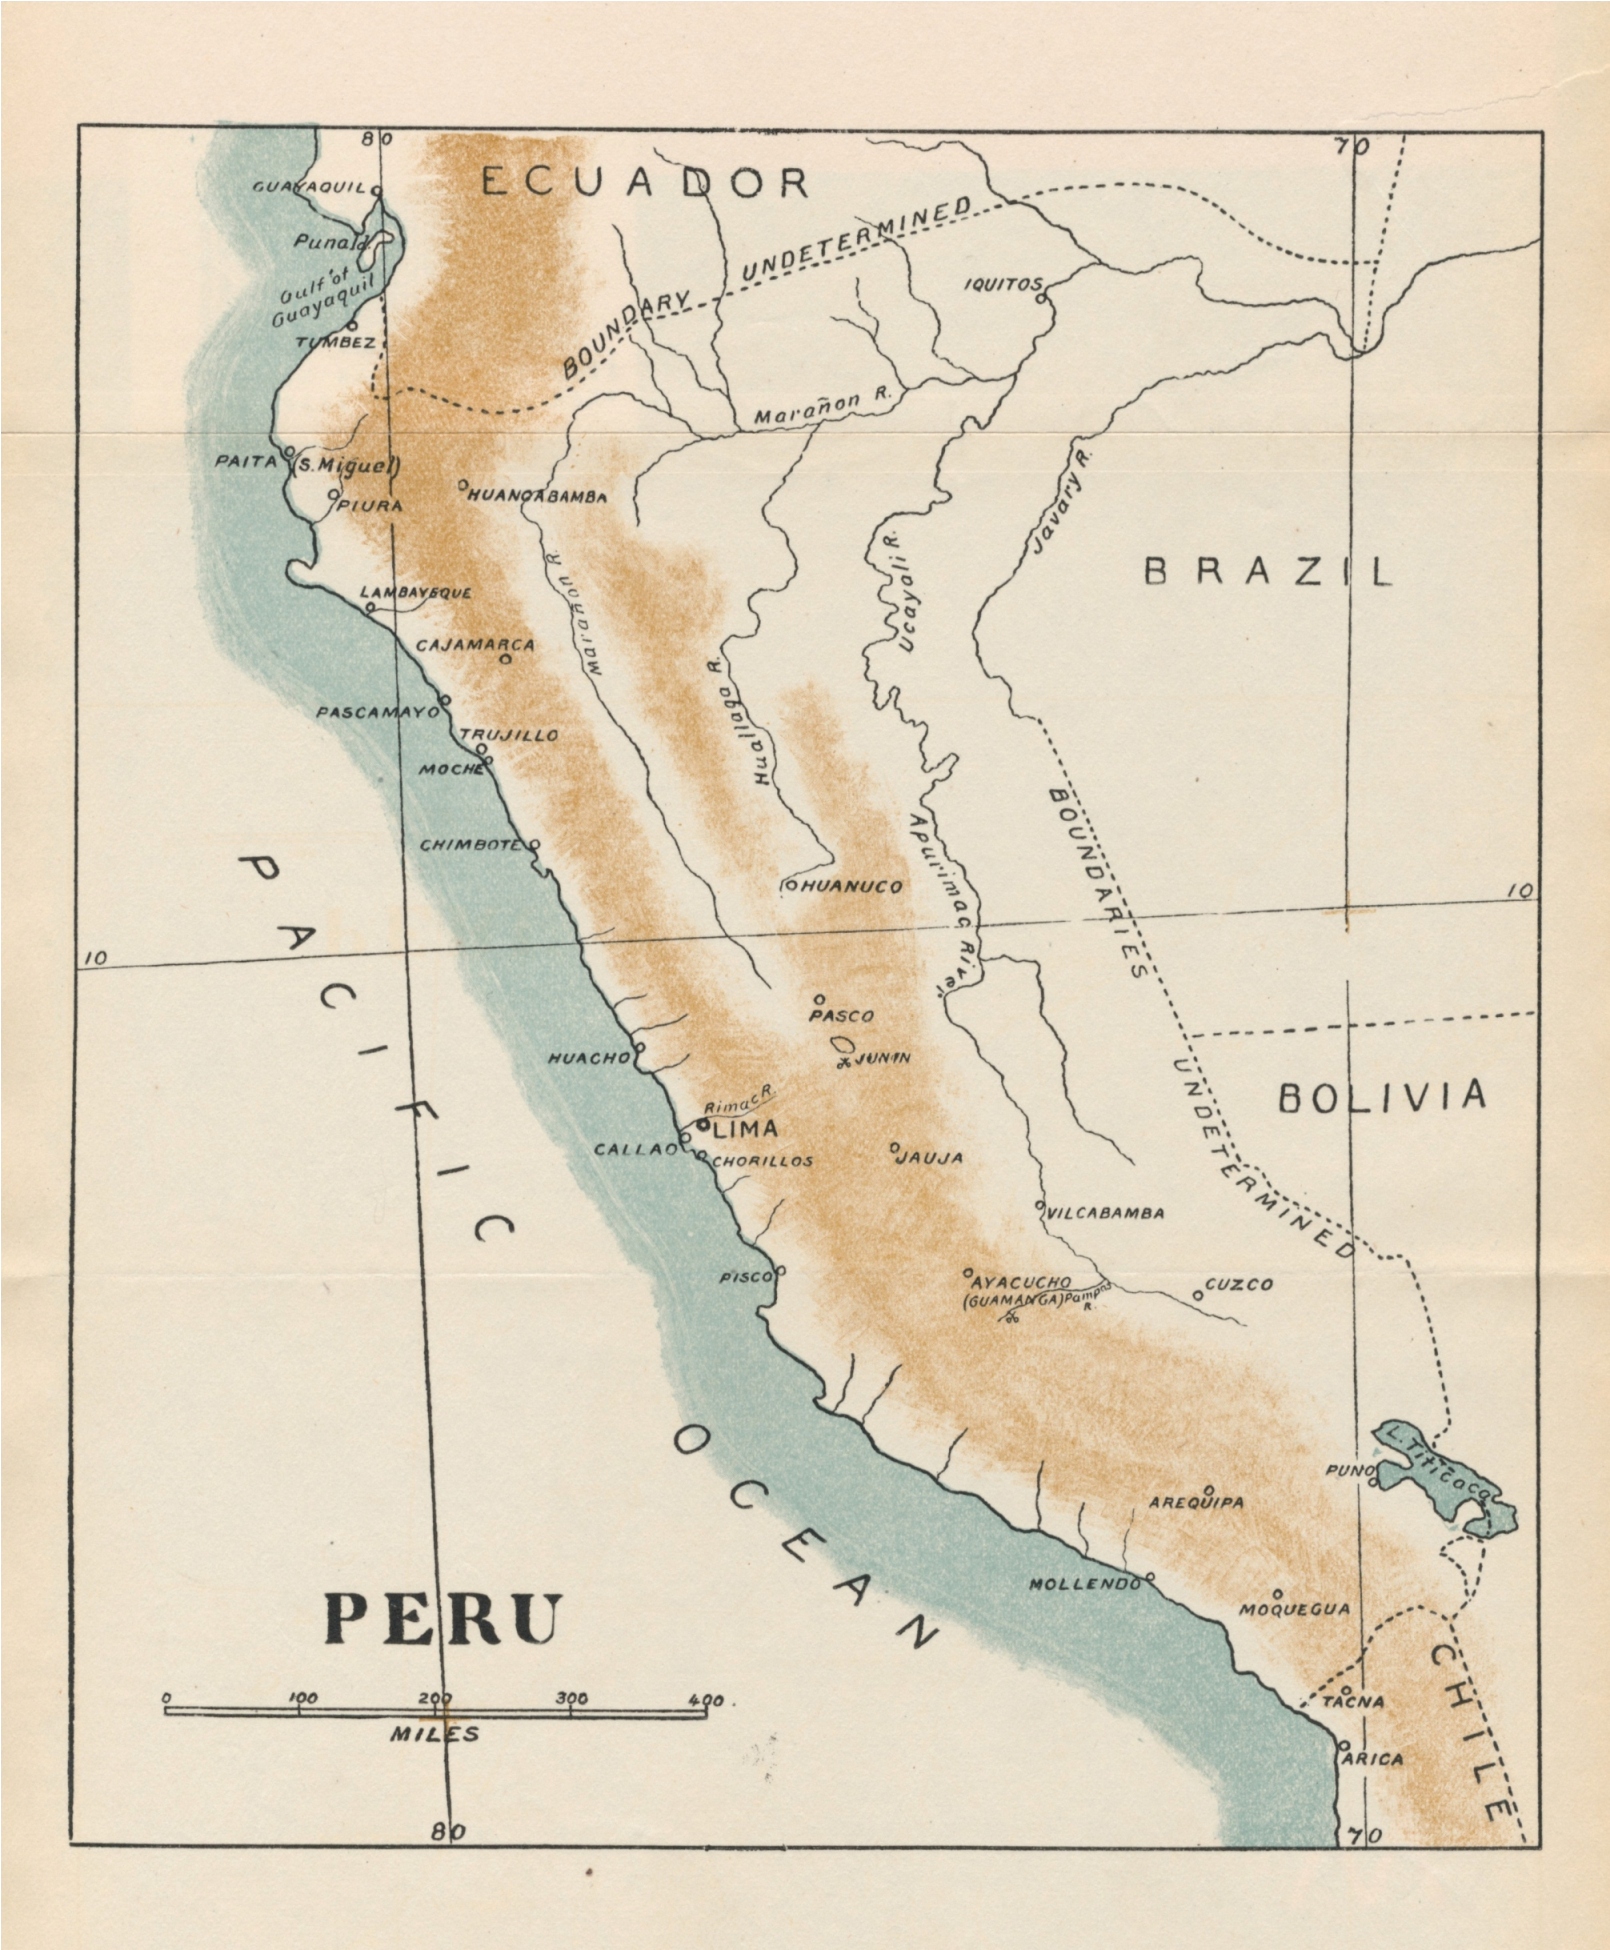 80
70
ECUADOR
GUAYAQUIL
Puna Id.
Gulf of
Guayaquil
TUMBEZ
BOUNDARY UNDETERMINED
IQUITOS
Marañon R.
PAITA
(S. Miguel)
PIURA
HUANCABAMBA
Javary R.
Ucayali R.
Marañon R.
BRAZIL
LAMBAYEQUE
CAJAMARCA
Huallaga R.
PASCAMAYO
TRUJILLO
MOCHE
CHIMBOTE
Apurimac River
BOUNDARIES UNDETERMINED
HUANUCO
10
10
PACIFIC OCEAN
PASCO
JUNIN
HUACHO
BOLIVIA
Rimac R.
LIMA
CALLAO
CHORILLOS
JAUJA
VILCABAMBA
PISCO
AYACUCHO
(GUAMANGA)
Pampas
R.
CUZCO
L. Titicaca
PUNO
AREQUIPA
MOLLENDO
MOQUEGUA
PERU
CHILE
TACNA
ARICA
0 100 200 300 400
MILES
80
70